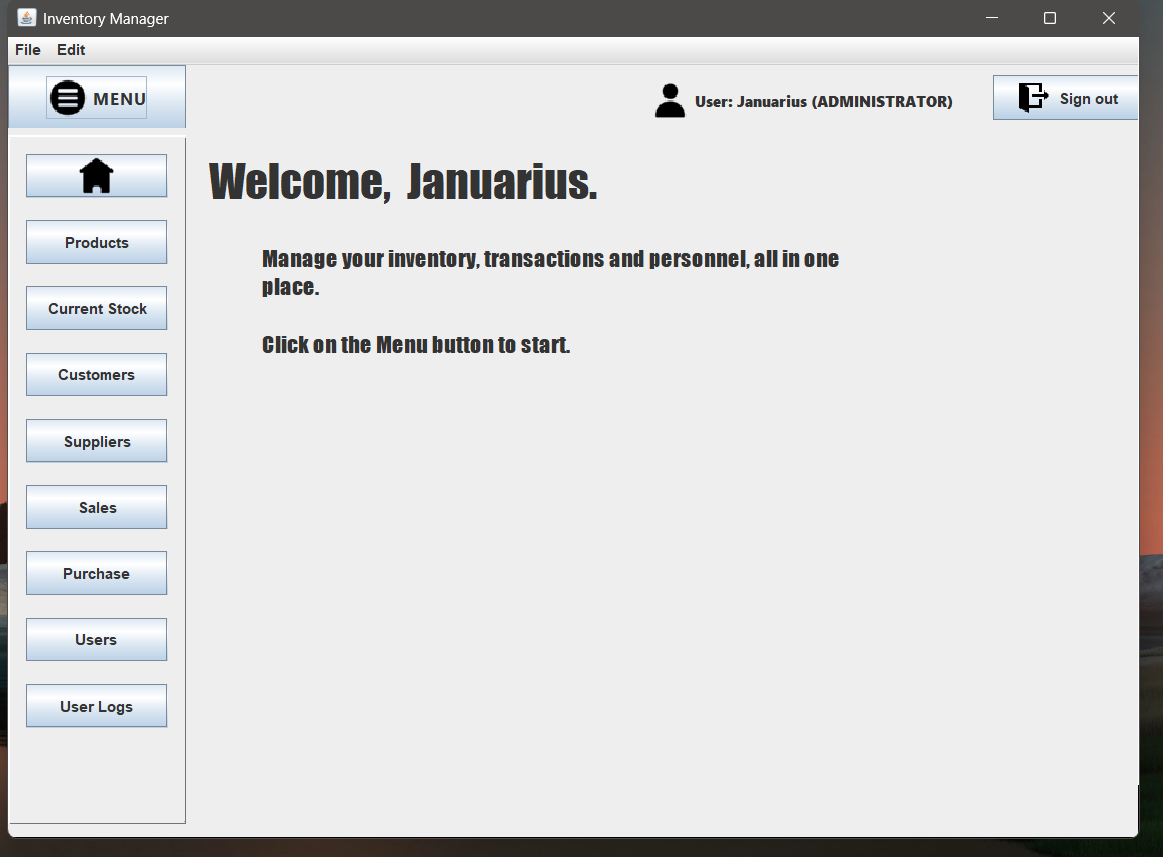 Inventory Manager
File Edit
MENU
User: Januarius (ADMINISTRATOR)
Sign out
Welcome, Januarius.
Manage your inventory, transactions and personnel, all in one
place.
Click on the Menu button to start.
Products
Current Stock
Customers
Suppliers
Sales
Purchase
Users
User Logs